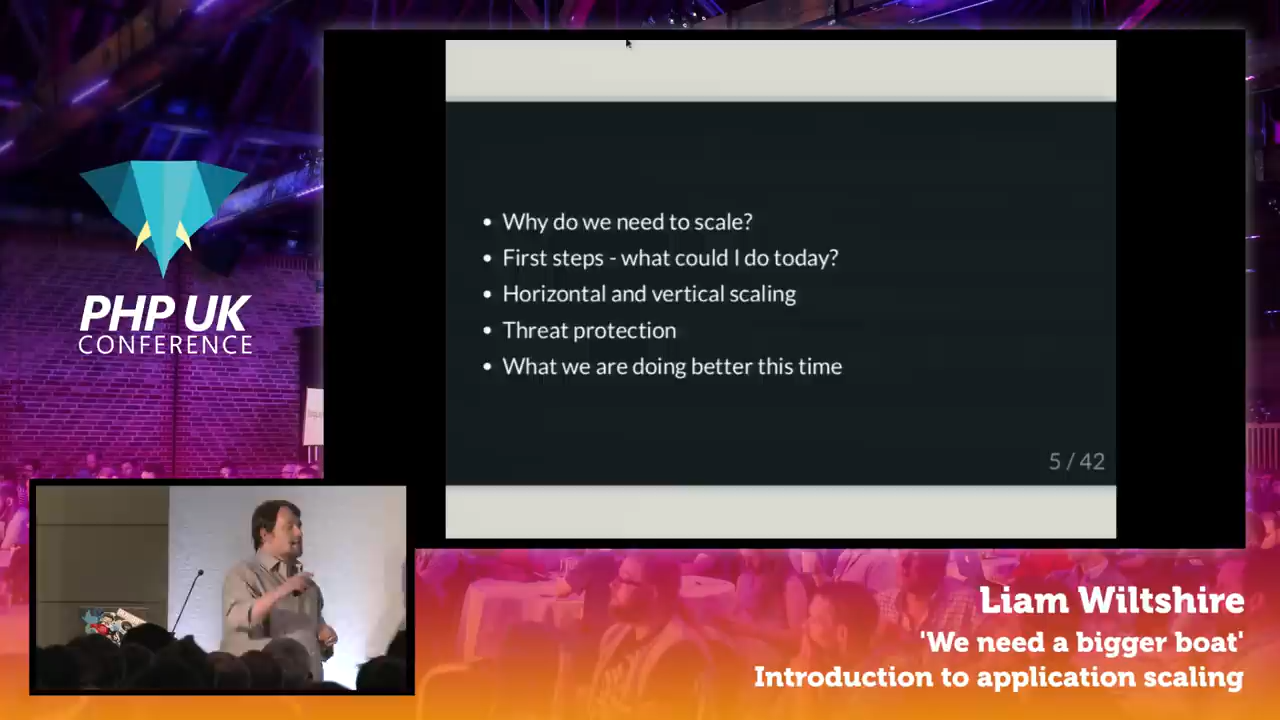 PHP UK
CONFERENCE
• Why do we need to scale?
• First steps - what could I do today?
• Horizontal and vertical scaling
• Threat protection
• What we are doing better this time
5 / 42
Liam Wiltshire
'We need a bigger boat'
Introduction to application scaling